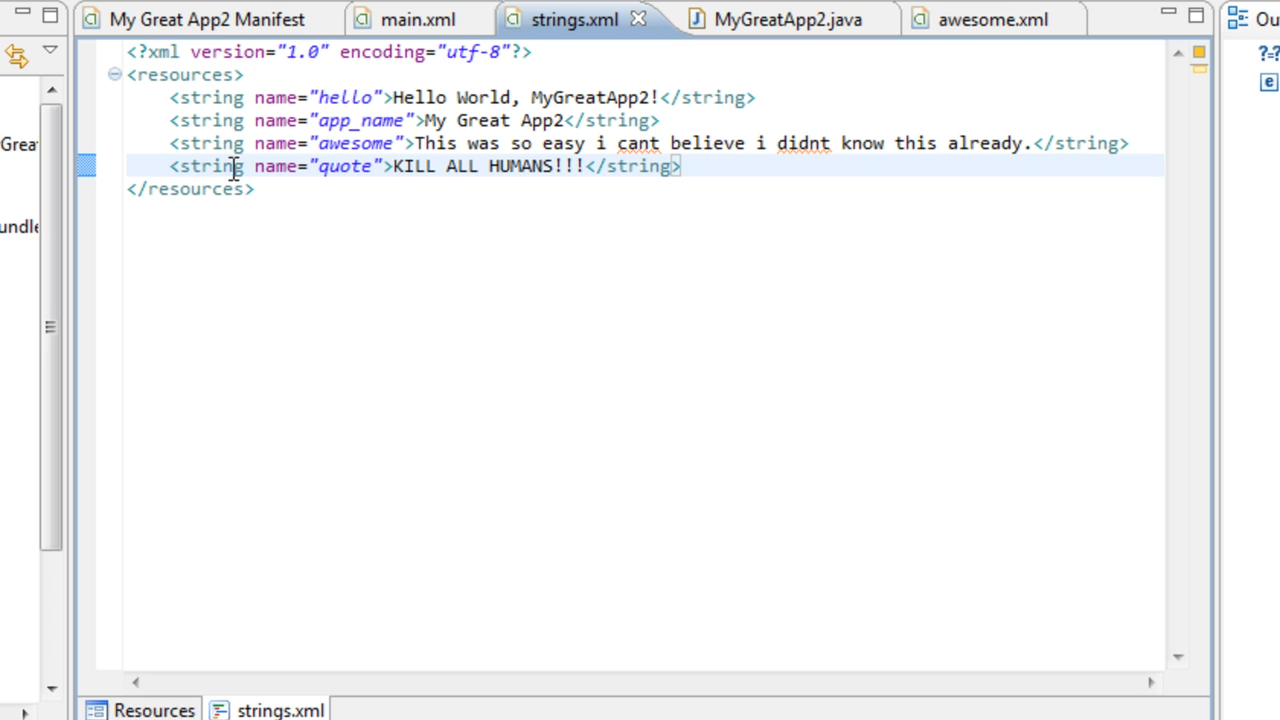 My Great App2 Manifest
main.xml
strings.xml
MyGreatApp2.java
awesome.xml
Ou
<?xml version="1.0" encoding="utf-8"?>
<resources>
<string name="hello">Hello World, MyGreatApp2!</string>
<string name="app_name">My Great App2</string>
<string name="awesome">This was so easy i cant believe i didnt know this already.</string>
<string name="quote">KILL ALL HUMANS!!!</string>
</resources>
Grea
undle
Resources
strings.xml